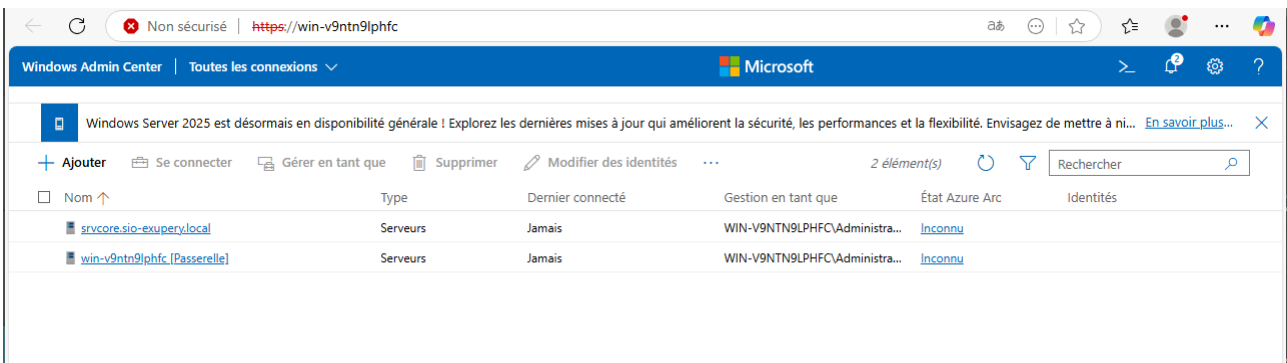 Non sécurisé https://win-v9ntn9lphfc aあ
Windows Admin Center Toutes les connexions Microsoft >_ 2 ?
Windows Server 2025 est désormais en disponibilité générale ! Explorez les dernières mises à jour qui améliorent la sécurité, les performances et la flexibilité. Envisagez de mettre à ni... En savoir plus...
Ajouter Se connecter Gérer en tant que Supprimer Modifier des identités ... 2 élément(s) Rechercher
Nom Type Dernier connecté Gestion en tant que État Azure Arc Identités
srvcore.sio-exupery.local Serveurs Jamais WIN-V9NTN9LPHFC\Administra... Inconnu
win-v9ntn9lphfc [Passerelle] Serveurs Jamais WIN-V9NTN9LPHFC\Administra... Inconnu